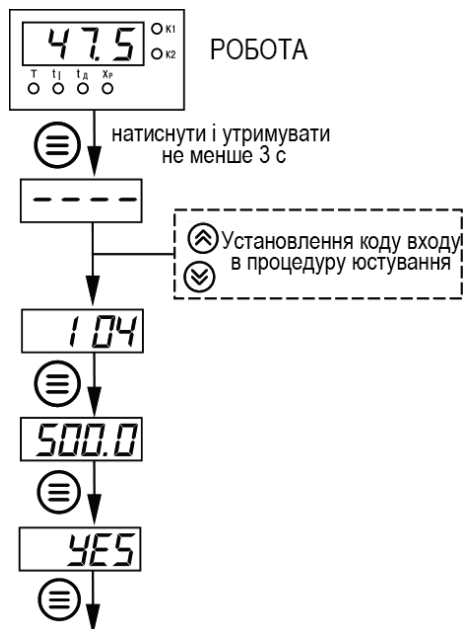 47.5
K1
K2
T tI tД XP
РОБОТА
натиснути і утримувати
не менше 3 с
----
Установлення коду входу
в процедуру юстування
104
500.0
YES